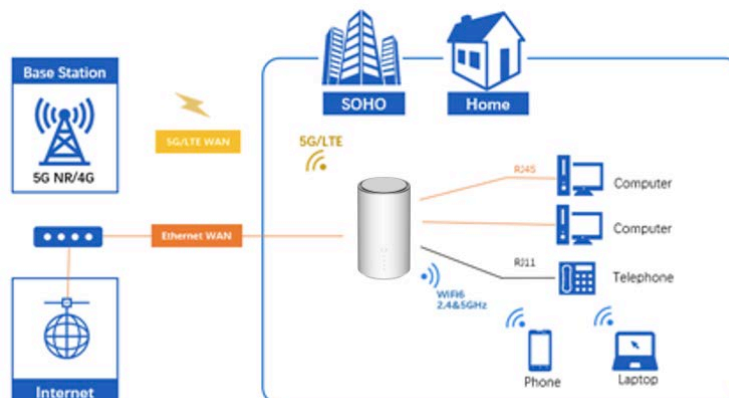 Base Station
5G NR/4G
5G/LTE WAN
SOHO
Home
5G/LTE
RJ45
Computer
Computer
Ethernet WAN
RJ11
Telephone
WiFi6
2.4&5GHz
Phone
Laptop
Internet